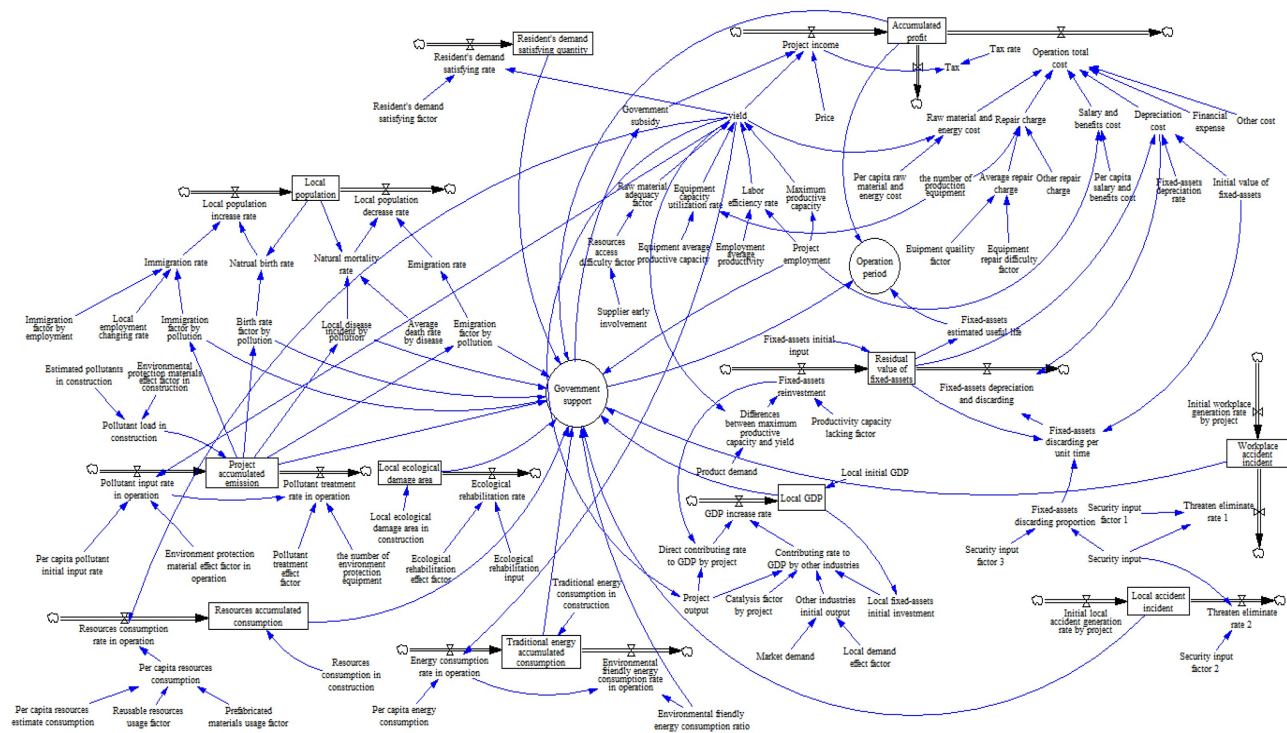 Resident's demand
satisfying quantity
Accumulated
profit
Project income
Tax rate
Tax
Operation total
cost
Resident's demand
satisfying rate
Resident's demand
satisfying factor
Government
subsidy
yield
Price
Raw material and
energy cost
Repair charge
Salary and
benefits cost
Depreciation
cost
Financial
expense
Other cost
Local
population
Local population
increase rate
Local population
decrease rate
Raw material
adequacy
factor
Equipment
capacity
utilization rate
Labor
efficiency rate
Maximum
productive
capacity
Per capita raw
material and
energy cost
the number of
production
equipment
Average repair
charge
Other repair
charge
Per capita
salary and
benefits cost
Fixed-assets
depreciation
rate
Initial value of
fixed-assets
Immigration rate
Natrual birth rate
Natural mortality
rate
Emigration rate
Resources
access
difficulty factor
Equipment average
productive capacity
Employment
average
productivity
Project
employment
Operation
period
Euipment quaility
factor
Equipment
repair difficulty
factor
Supplier early
involvement
Immigration
factor by
employment
Local
employment
changing rate
Immigration
factor by
pollution
Birth rate
factor by
pollution
Local disease
incident by
pollution
Average
death rate
by disease
Emigration
factor by
pollution
Fixed-assets
estimated useful life
Fixed-assets initial
input
Residual
value of
fixed-assets
Estimated pollutants
in construction
Environmental
protection materials
effect factor in
construction
Government
support
Fixed-assets
reinvestment
Fixed-assets depreciation
and discarding
Initial workplace
generation rate
by project
Pollutant load in
construction
Differences
between maximum
productive
capacity and yield
Productivity capacity
lacking factor
Fixed-assets
discarding per
unit time
Workplace
accident
incident
Project
accumulated
emission
Local ecological
damage area
Product demand
Local initial GDP
Pollutant input rate
in operation
Pollutant treatment
rate in operation
Ecological
rehabilitation rate
Local GDP
GDP increase rate
Fixed-assets
discarding proportion
Security input
factor 1
Threaten eliminate
rate 1
Local ecological
damage area in
construction
Per capita pollutant
initial input rate
Environment protection
material effect factor in
operation
Pollutant
treatment
effect
factor
the number of
environment
protection
equipment
Ecological
rehabilitation
effect factor
Ecological
rehabilitation
input
Direct contributing rate
to GDP by project
Contributing rate to
GDP by other industries
Security input
factor 3
Security input
Traditional energy
consumption in
construction
Project
output
Catalysis factor
by project
Other
industries
initial output
Local fixed-assets
initial investment
Local accident
incident
Resources accumulated
consumption
Initial local
accident generation
rate by project
Threaten eliminate
rate 2
Resources consumption
rate in operation
Market demand
Local
demand effect
factor
Traditional energy
accumulated
consumption
Energy consumption
rate in operation
Environmental
friendly energy
consumption rate
in operation
Security input
factor 2
Per capita
resources
consumption
Resources
consumption in
construction
Per capita resources
estimate consumption
Reusable resources
usage factor
Prefabricated
materials usage factor
Per capita energy
consumption
Environmental friendly
energy consumption ratio